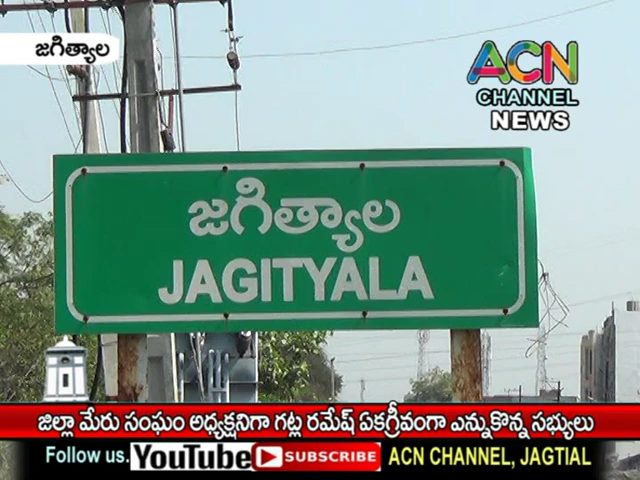 జగిత్యాల
ACN
CHANNEL
NEWS
జగిత్యాల
JAGITYALA
జిల్లా మేరు సంఘం అధ్యక్షనిగా గట్ల రమేష్ ఏకగ్రీవంగా ఎన్నుకొన్న సభ్యులు
Follow us. YouTube SUBSCRIBE ACN CHANNEL, JAGTIAL